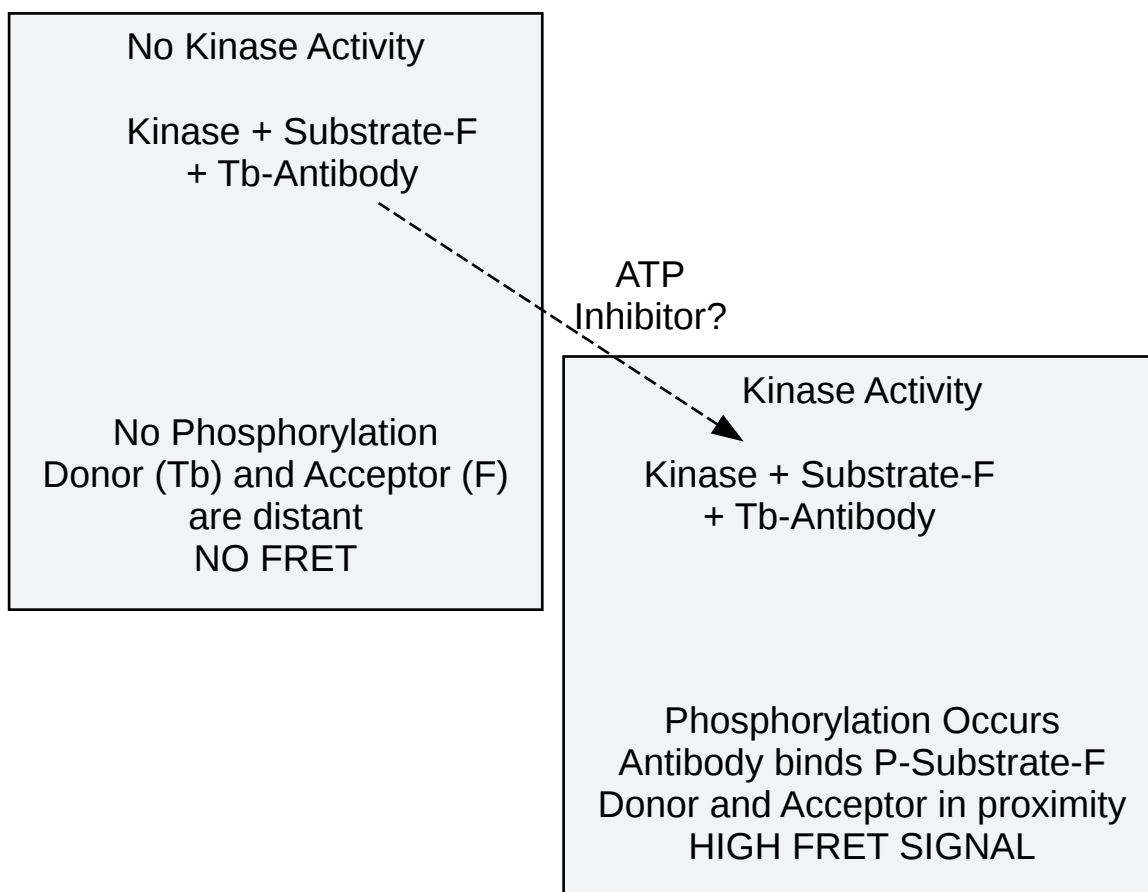 No Kinase Activity
Kinase + Substrate-F
+ Tb-Antibody
No Phosphorylation
Donor (Tb) and Acceptor (F)
are distant
NO FRET
ATP
Inhibitor?
Kinase Activity
Kinase + Substrate-F
+ Tb-Antibody
Phosphorylation Occurs
Antibody binds P-Substrate-F
Donor and Acceptor in proximity
HIGH FRET SIGNAL